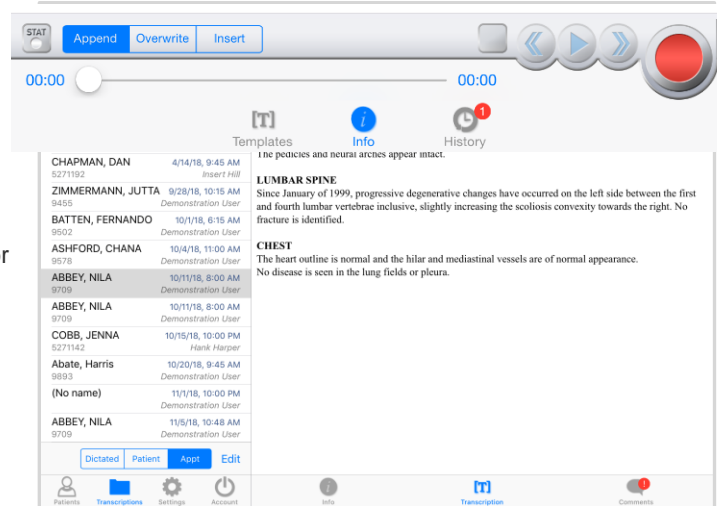 STAT
Append Overwrite Insert
00:00 00:00
[T] i 1
Templates Info History
The pedicles and neural arches appear intact.
CHAPMAN, DAN 4/14/18, 9:45 AM
5271192 Insert Hill
ZIMMERMANN, JUTTA 9/28/18, 10:15 AM
9455 Demonstration User
BATTEN, FERNANDO 10/1/18, 6:15 AM
9502 Demonstration User
ASHFORD, CHANA 10/4/18, 11:00 AM
9578 Demonstration User
ABBEY, NILA 10/11/18, 8:00 AM
9709 Demonstration User
ABBEY, NILA 10/11/18, 8:00 AM
9709 Demonstration User
COBB, JENNA 10/15/18, 10:00 PM
5271142 Hank Harper
Abate, Harris 10/20/18, 9:45 AM
9893 Demonstration User
(No name) 11/1/18, 10:00 PM
Demonstration User
ABBEY, NILA 11/5/18, 10:48 AM
9709 Demonstration User
Dictated Patient Appt Edit
Patients Transcriptions Settings Account
LUMBAR SPINE
Since January of 1999, progressive degenerative changes have occurred on the left side between the first
and fourth lumbar vertebrae inclusive, slightly increasing the scoliosis convexity towards the right. No
fracture is identified.
CHEST
The heart outline is normal and the hilar and mediastinal vessels are of normal appearance.
No disease is seen in the lung fields or pleura.
i [T] !
Info Transcription Comments